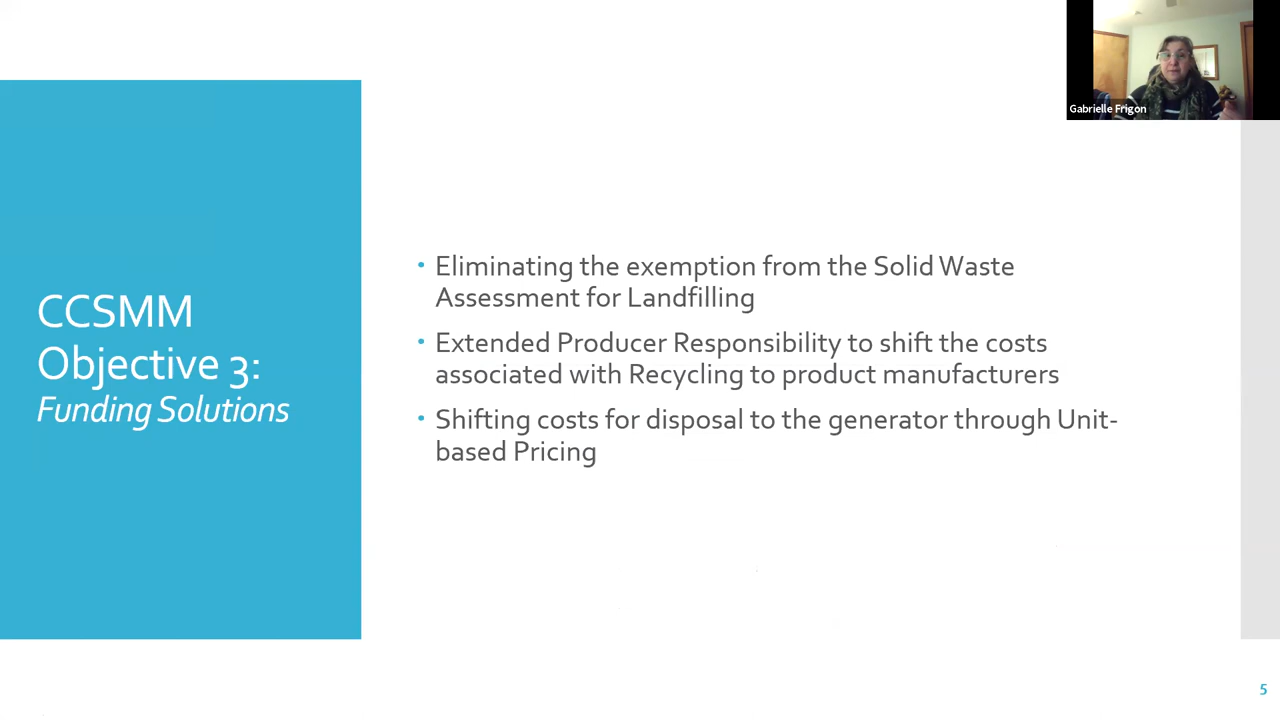 Gabrielle Frigon
CCSMM
Objective 3:
Funding Solutions
• Eliminating the exemption from the Solid Waste
Assessment for Landfilling
• Extended Producer Responsibility to shift the costs
associated with Recycling to product manufacturers
• Shifting costs for disposal to the generator through Unit-
based Pricing
5